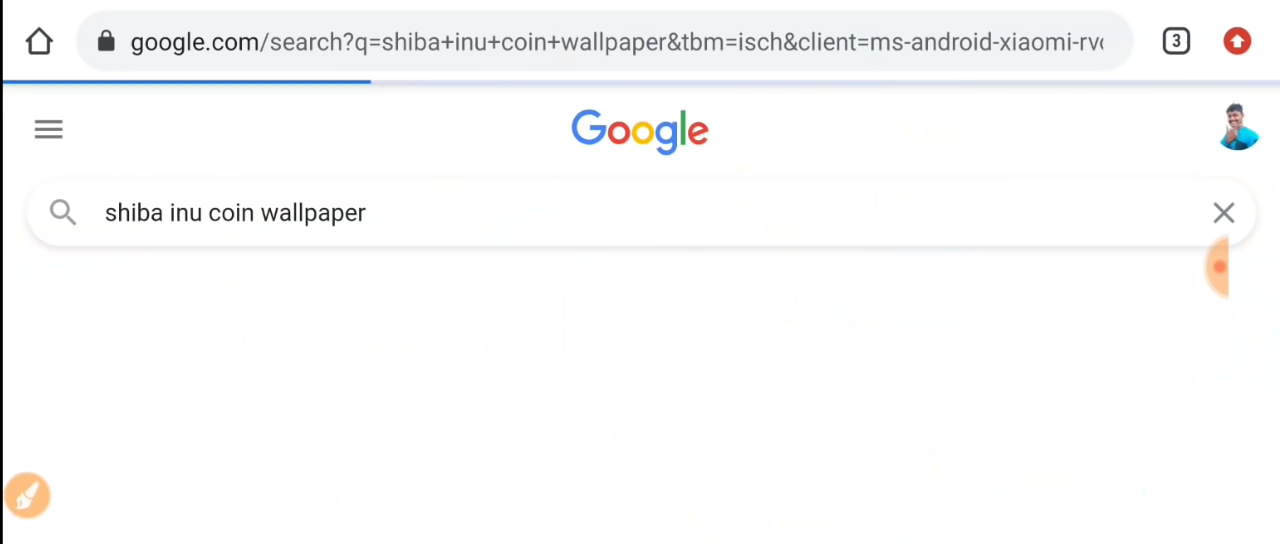 google.com/search?q=shiba+inu+coin+wallpaper&tbm=isch&client=ms-android-xiaomi-rv
3
Google
shiba inu coin wallpaper